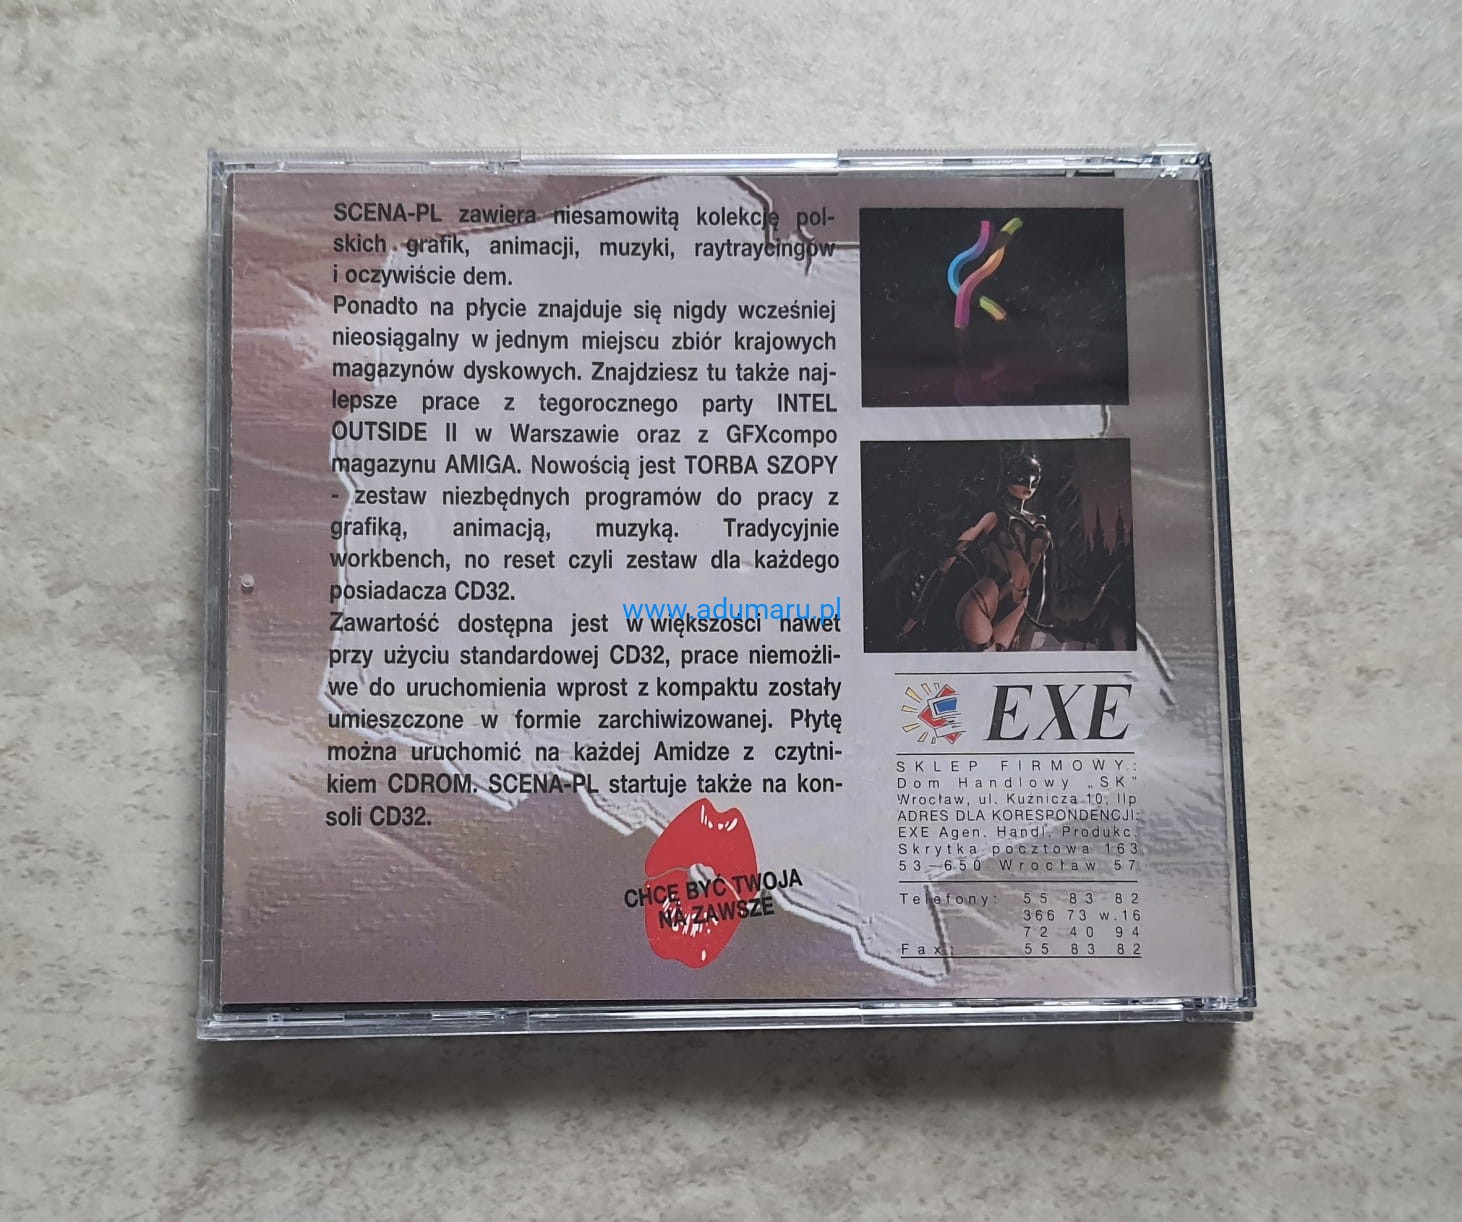 SCENA-PL zawiera niesamowitą kolekcję pol-
skich grafik, animacji, muzyki, raytraycingów
i oczywiście dem.
Ponadto na płycie znajduje się nigdy wcześniej
nieosiągalny w jednym miejscu zbiór krajowych
magazynów dyskowych. Znajdziesz tu także naj-
lepsze prace z tegorocznego party INTEL
OUTSIDE II w Warszawie oraz z GFXcompo
magazynu AMIGA. Nowością jest TORBA SZOPY
- zestaw niezbędnych programów do pracy z
grafiką, animacją, muzyką. Tradycyjnie
workbench, no reset czyli zestaw dla każdego
posiadacza CD32.
Zawartość dostępna jest w większości nawet
przy użyciu standardowej CD32, prace niemożli-
we do uruchomienia wprost z kompaktu zostały
umieszczone w formie zarchiwizowanej. Płytę
można uruchomić na każdej Amidze z czytni-
kiem CDROM. SCENA-PL startuje także na kon-
soli CD32.
www.adumaru.pl
CHCĘ BYĆ TWOJA
NA ZAWSZE
EXE
SKLEP FIRMOWY:
Dom Handlowy „SK"
Wrocław, ul. Kuźnicza 10, IIp
ADRES DLA KORESPONDENCJI:
EXE Agen. Handl. Produkc.
Skrytka pocztowa 163
53-650 Wrocław 57
Telefony: 55 83 82
366 73 w.16
72 40 94
Fax: 55 83 82